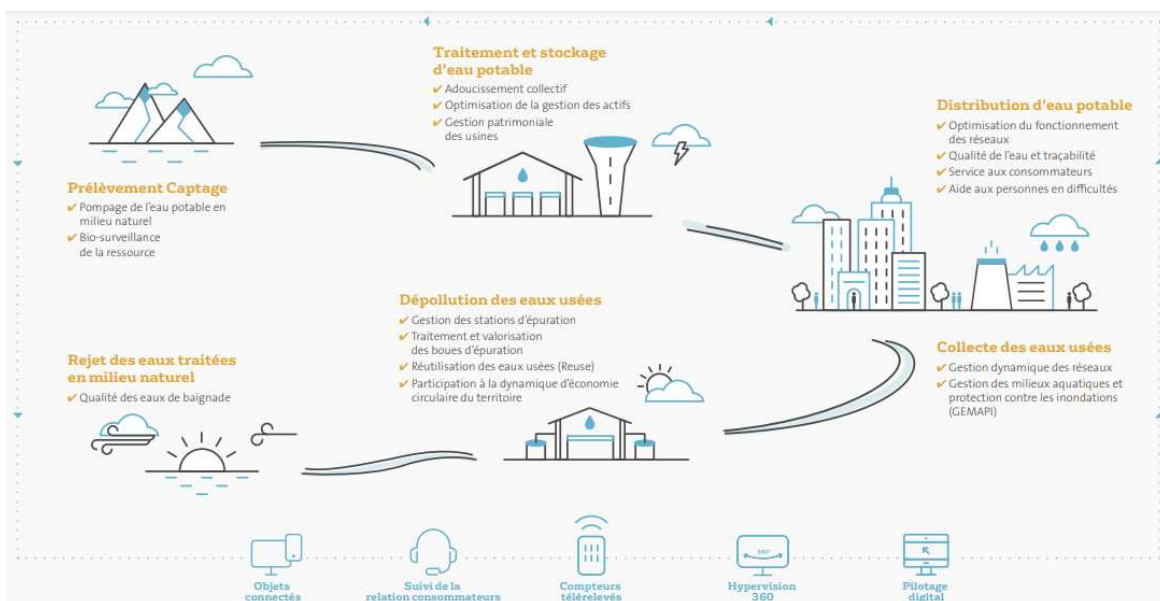 Prélèvement Captage
✔ Pompage de l'eau potable en
milieu naturel
✔ Bio-surveillance
de la ressource
Traitement et stockage
d'eau potable
✔ Adoucissement collectif
✔ Optimisation de la gestion des actifs
✔ Gestion patrimoniale
des usines
Distribution d'eau potable
✔ Optimisation du fonctionnement
des réseaux
✔ Qualité de l'eau et traçabilité
✔ Service aux consommateurs
✔ Aide aux personnes en difficultés
Collecte des eaux usées
✔ Gestion dynamique des réseaux
✔ Gestion des milieux aquatiques et
protection contre les inondations
(GEMAPI)
Dépollution des eaux usées
✔ Gestion des stations d'épuration
✔ Traitement et valorisation
des boues d'épuration
✔ Réutilisation des eaux usées (Reuse)
✔ Participation à la dynamique d'économie
circulaire du territoire
Rejet des eaux traitées
en milieu naturel
✔ Qualité des eaux de baignade
Objets
connectés
Suivi de la
relation consommateurs
Compteurs
télérelevés
360°
Hypervision
360
Pilotage
digital